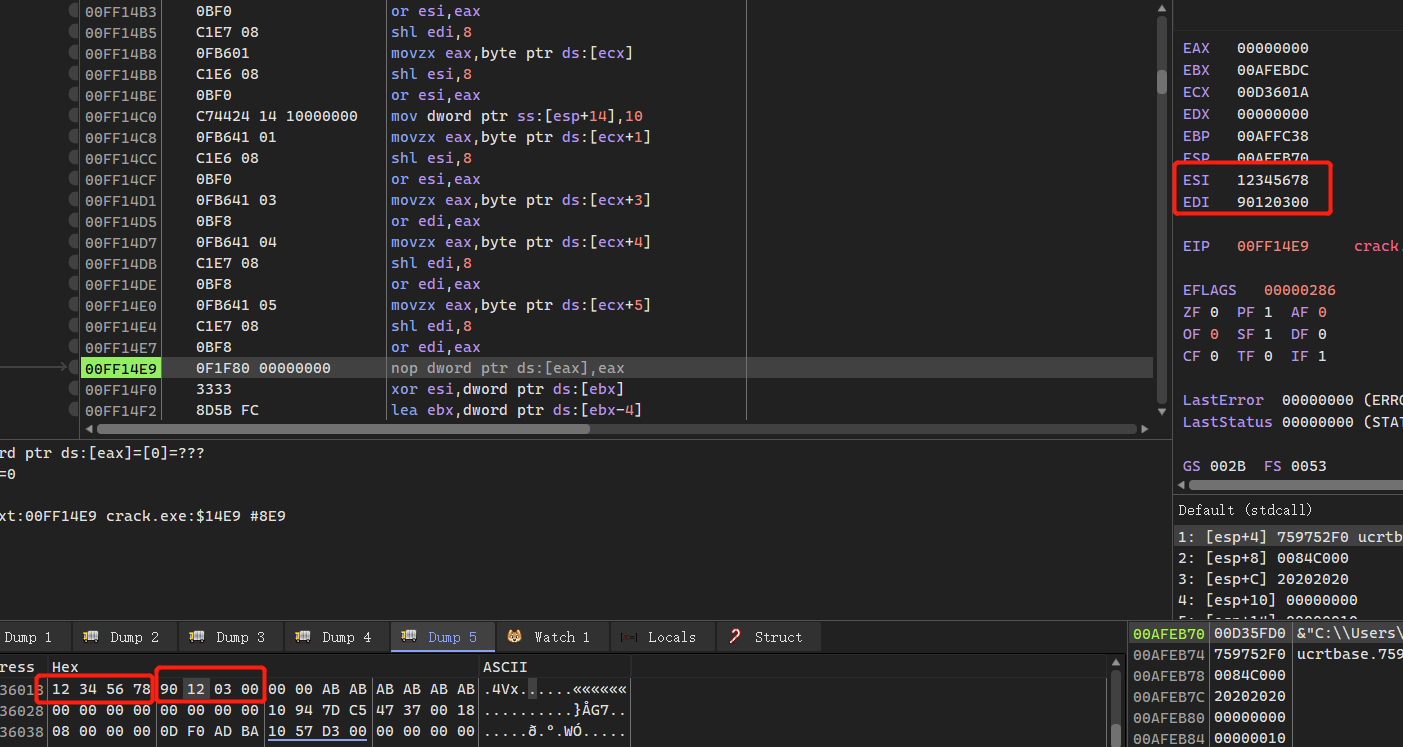 00FF14B3 0BF0 or esi,eax
00FF14B5 C1E7 08 shl edi,8
00FF14B8 0FB601 movzx eax,byte ptr ds:[ecx]
00FF14BB C1E6 08 shl esi,8
00FF14BE 0BF0 or esi,eax
00FF14C0 C74424 14 10000000 mov dword ptr ss:[esp+14],10
00FF14C8 0FB641 01 movzx eax,byte ptr ds:[ecx+1]
00FF14CC C1E6 08 shl esi,8
00FF14CF 0BF0 or esi,eax
00FF14D1 0FB641 03 movzx eax,byte ptr ds:[ecx+3]
00FF14D5 0BF8 or edi,eax
00FF14D7 0FB641 04 movzx eax,byte ptr ds:[ecx+4]
00FF14DB C1E7 08 shl edi,8
00FF14DE 0BF8 or edi,eax
00FF14E0 0FB641 05 movzx eax,byte ptr ds:[ecx+5]
00FF14E4 C1E7 08 shl edi,8
00FF14E7 0BF8 or edi,eax
00FF14E9 0F1F80 00000000 nop dword ptr ds:[eax],eax
00FF14F0 3333 xor esi,dword ptr ds:[ebx]
00FF14F2 8D5B FC lea ebx,dword ptr ds:[ebx-4]
EAX 00000000
EBX 00AFEBDC
ECX 00D3601A
EDX 00000000
EBP 00AFFC38
ESP 00AFEB70
ESI 12345678
EDI 90120300
EIP 00FF14E9 crack.
EFLAGS 00000286
ZF 0 PF 1 AF 0
OF 0 SF 1 DF 0
CF 0 TF 0 IF 1
LastError 00000000 (ERRO
LastStatus 00000000 (STAT
GS 002B FS 0053
rd ptr ds:[eax]=[0]=???
=0
xt:00FF14E9 crack.exe:$14E9 #8E9
Default (stdcall)
1: [esp+4] 759752F0 ucrtb
2: [esp+8] 0084C000
3: [esp+C] 20202020
4: [esp+10] 00000000
Dump 1 Dump 2 Dump 3 Dump 4 Dump 5 Watch 1 Locals Struct
ress Hex ASCII
36018 12 34 56 78 90 12 03 00 00 00 AB AB AB AB AB AB .4Vx......««««««
36028 00 00 00 00 00 00 00 00 10 94 7D C5 47 37 00 18 ..........}ÅG7..
36038 08 00 00 00 0D F0 AD BA 10 57 D3 00 00 00 00 00 .....ð.º.WÓ.....
00AFEB70 00D35FD0 &"C:\\Users\
00AFEB74 759752F0 ucrtbase.759
00AFEB78 0084C000
00AFEB7C 20202020
00AFEB80 00000000
00AFEB84 00000010